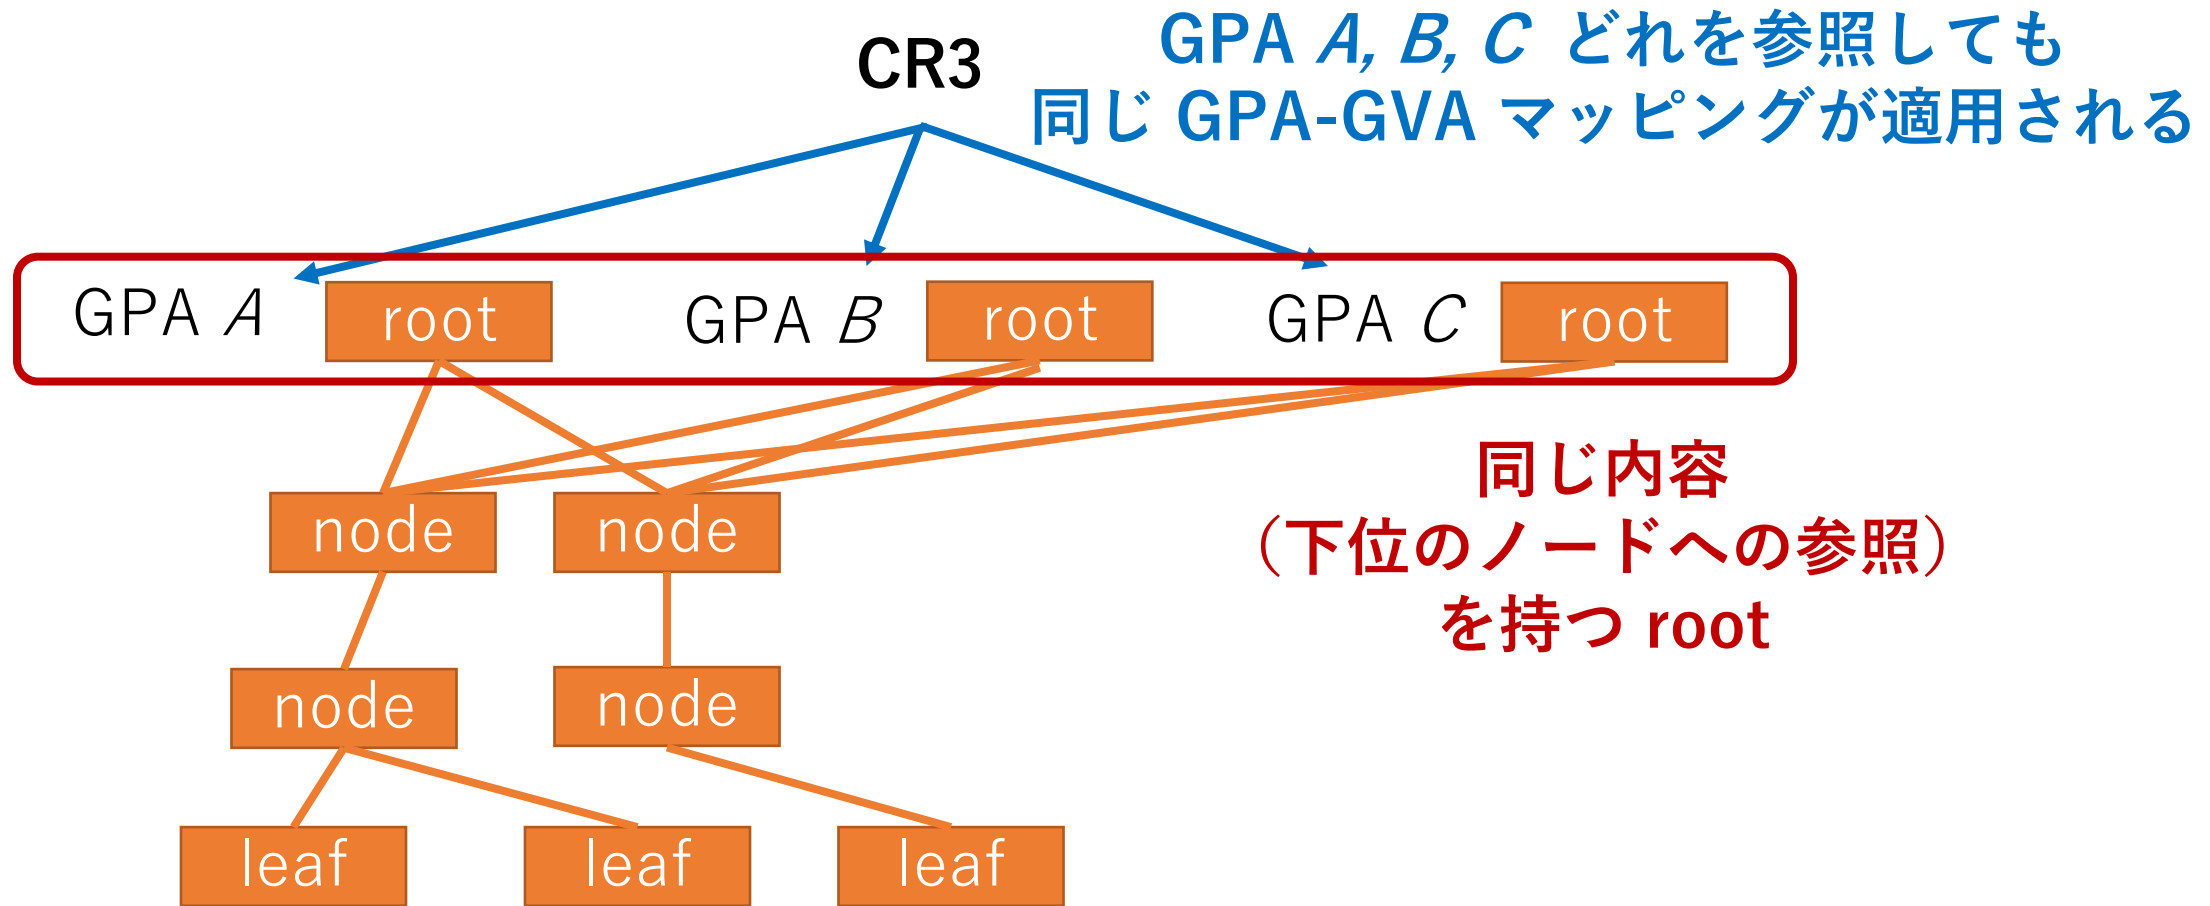 CR3
GPA A, B, C どれを参照しても
同じ GPA-GVA マッピングが適用される
GPA A
root
GPA B
root
GPA C
root
同じ内容
（下位のノードへの参照）
を持つ root
node
node
node
node
leaf
leaf
leaf